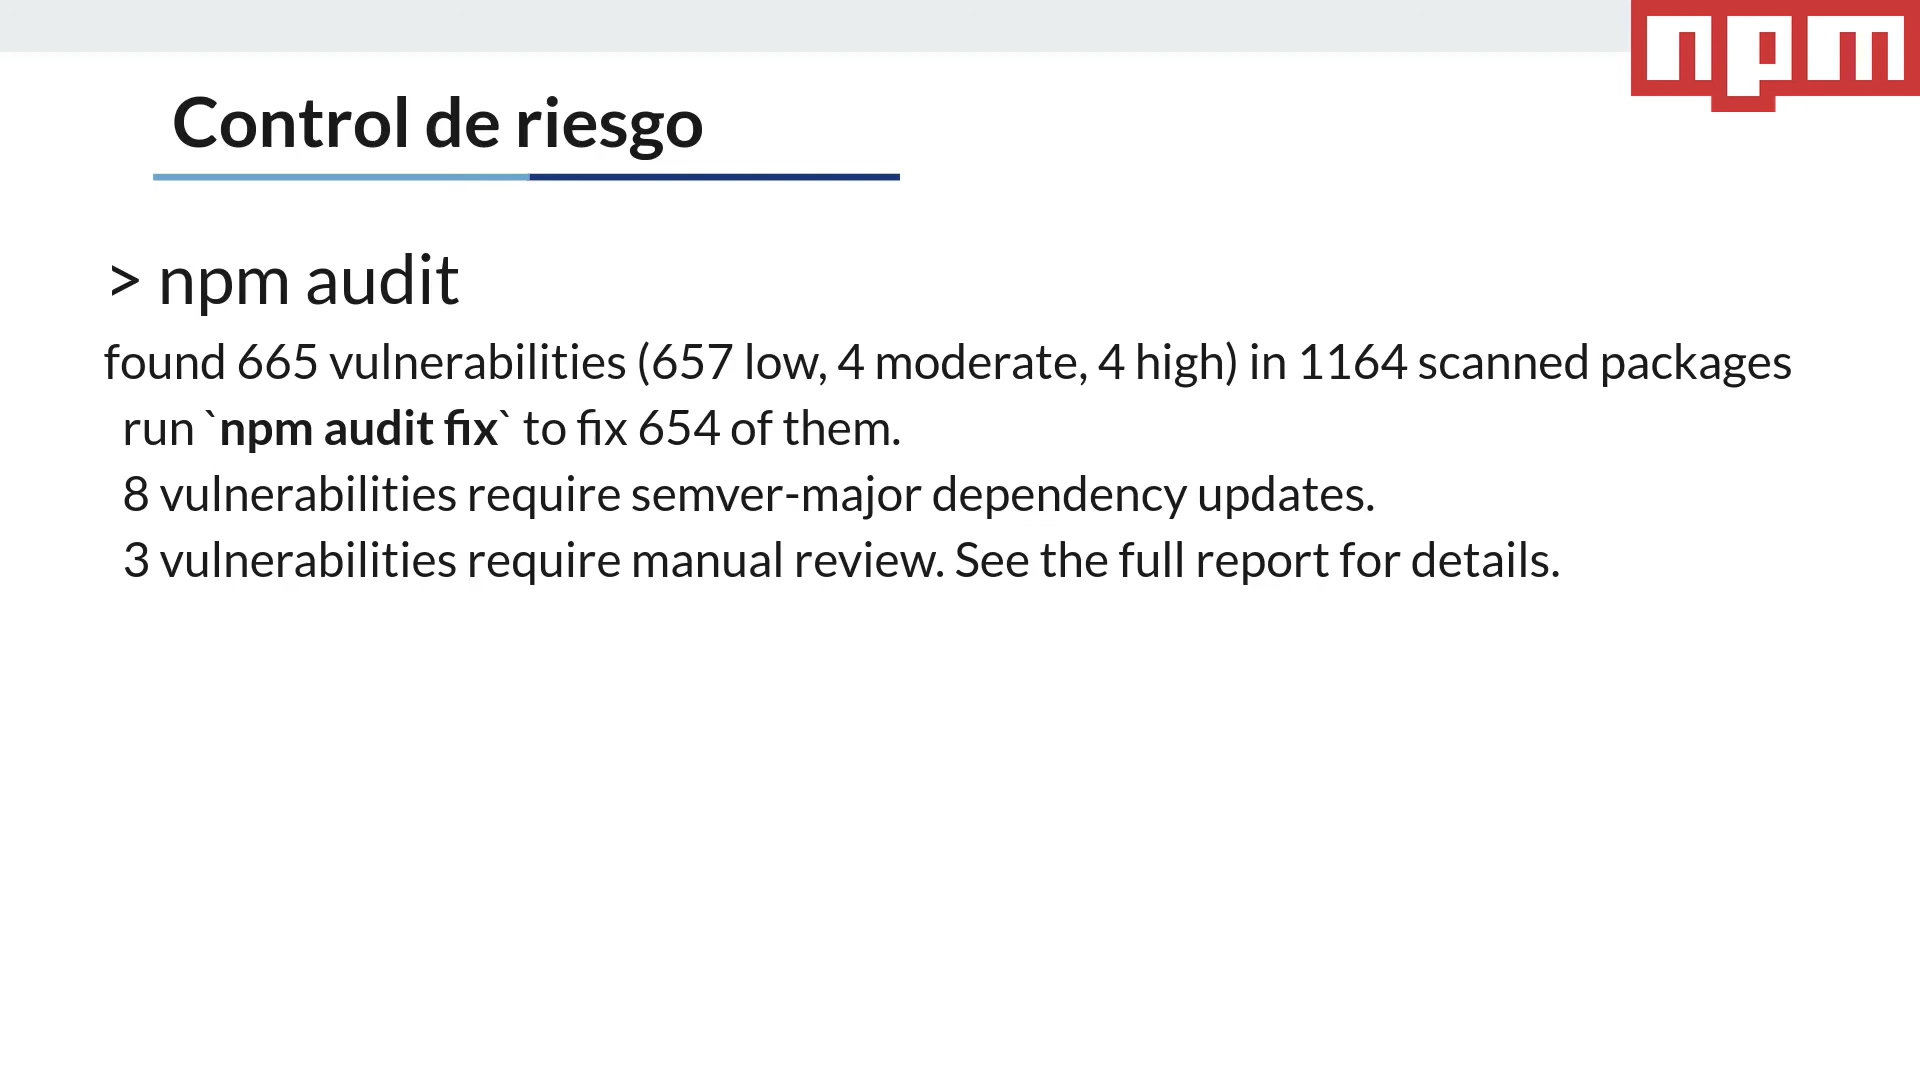 npm
Control de riesgo
> npm audit
found 665 vulnerabilities (657 low, 4 moderate, 4 high) in 1164 scanned packages
run `npm audit fix` to fix 654 of them.
8 vulnerabilities require semver-major dependency updates.
3 vulnerabilities require manual review. See the full report for details.